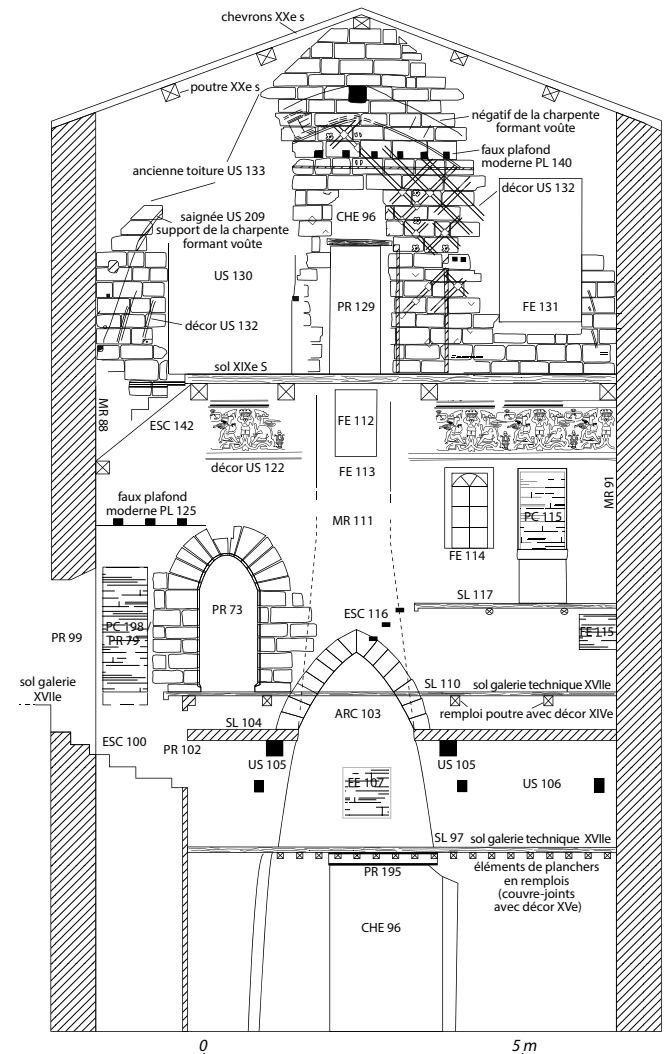 chevrons XXe s
poutre XXe s
négatif de la charpente
formant voûte
faux plafond
moderne PL 140
ancienne toiture US 133
décor US 132
saignée US 209
support de la charpente
formant voûte
CHE 96
US 130
PR 129
FE 131
décor US 132
sol XIXe S
MR 88
ESC 142
FE 112
décor US 122
FE 113
MR 91
faux plafond
moderne PL 125
MR 111
PC 115
FE 114
SL 117
PR 73
ESC 116
PR 99
PC 198
PR 79
FE 115
sol galerie
XVIIe
SL 110
sol galerie technique XVIIe
ARC 103
remploi poutre avec décor XIVe
SL 104
ESC 100
PR 102
US 105
US 105
FE 107
US 106
SL 97
sol galerie technique XVIIe
PR 195
éléments de planchers
en remplois
(couvre-joints
avec décor XVe)
CHE 96
0
5 m